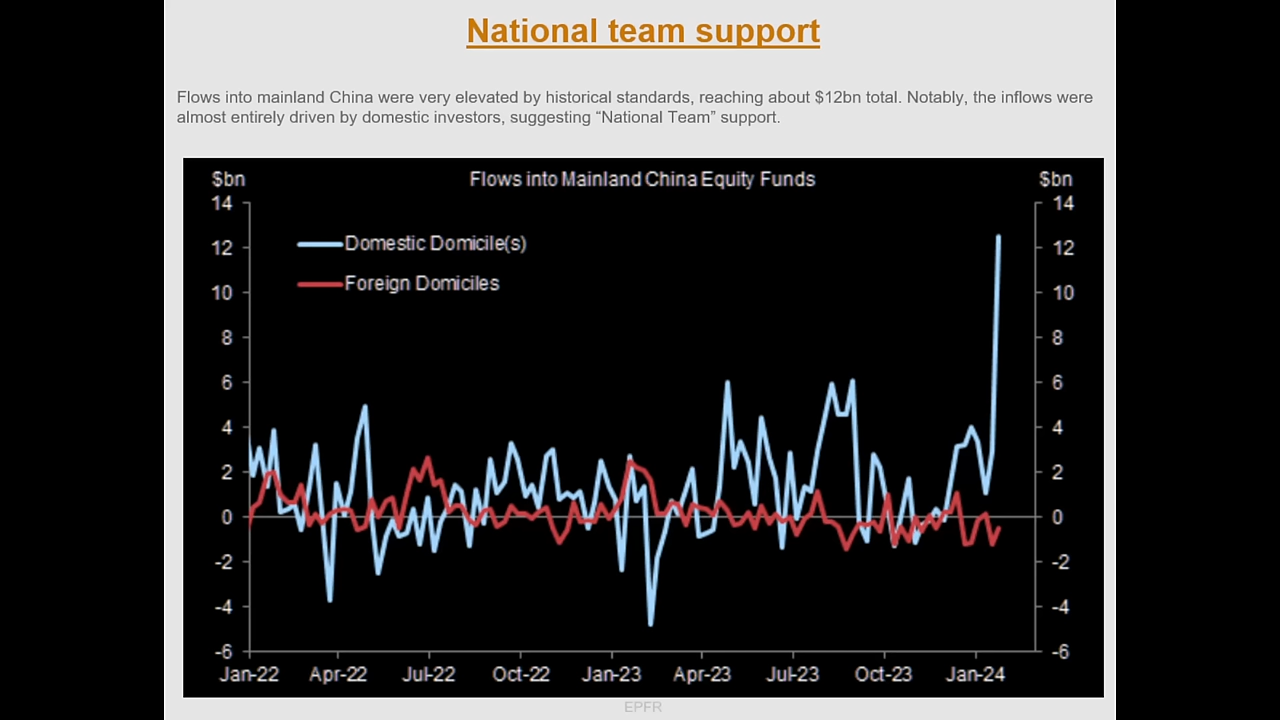 National team support
Flows into mainland China were very elevated by historical standards, reaching about $12bn total. Notably, the inflows were
almost entirely driven by domestic investors, suggesting “National Team” support.
$bn Flows into Mainland China Equity Funds $bn
14 14
12 Domestic Domicile(s) 12
Foreign Domiciles
10 10
8 8
6 6
4 4
2 2
0 0
-2 -2
-4 -4
-6 -6
Jan-22 Apr-22 Jul-22 Oct-22 Jan-23 Apr-23 Jul-23 Oct-23 Jan-24
EPFR